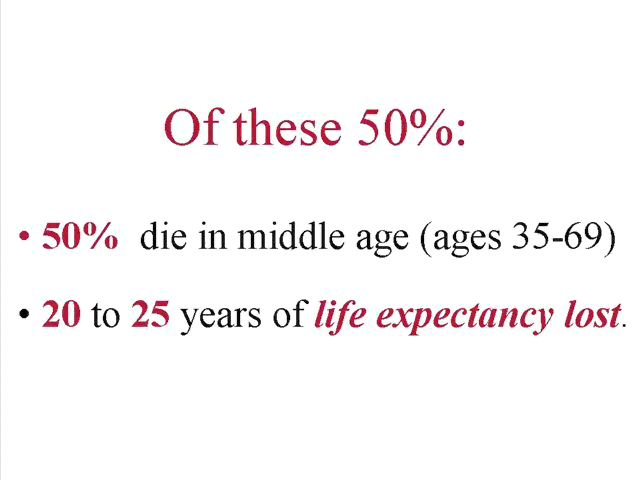 Of these 50%:
• 50% die in middle age (ages 35-69)
• 20 to 25 years of life expectancy lost.